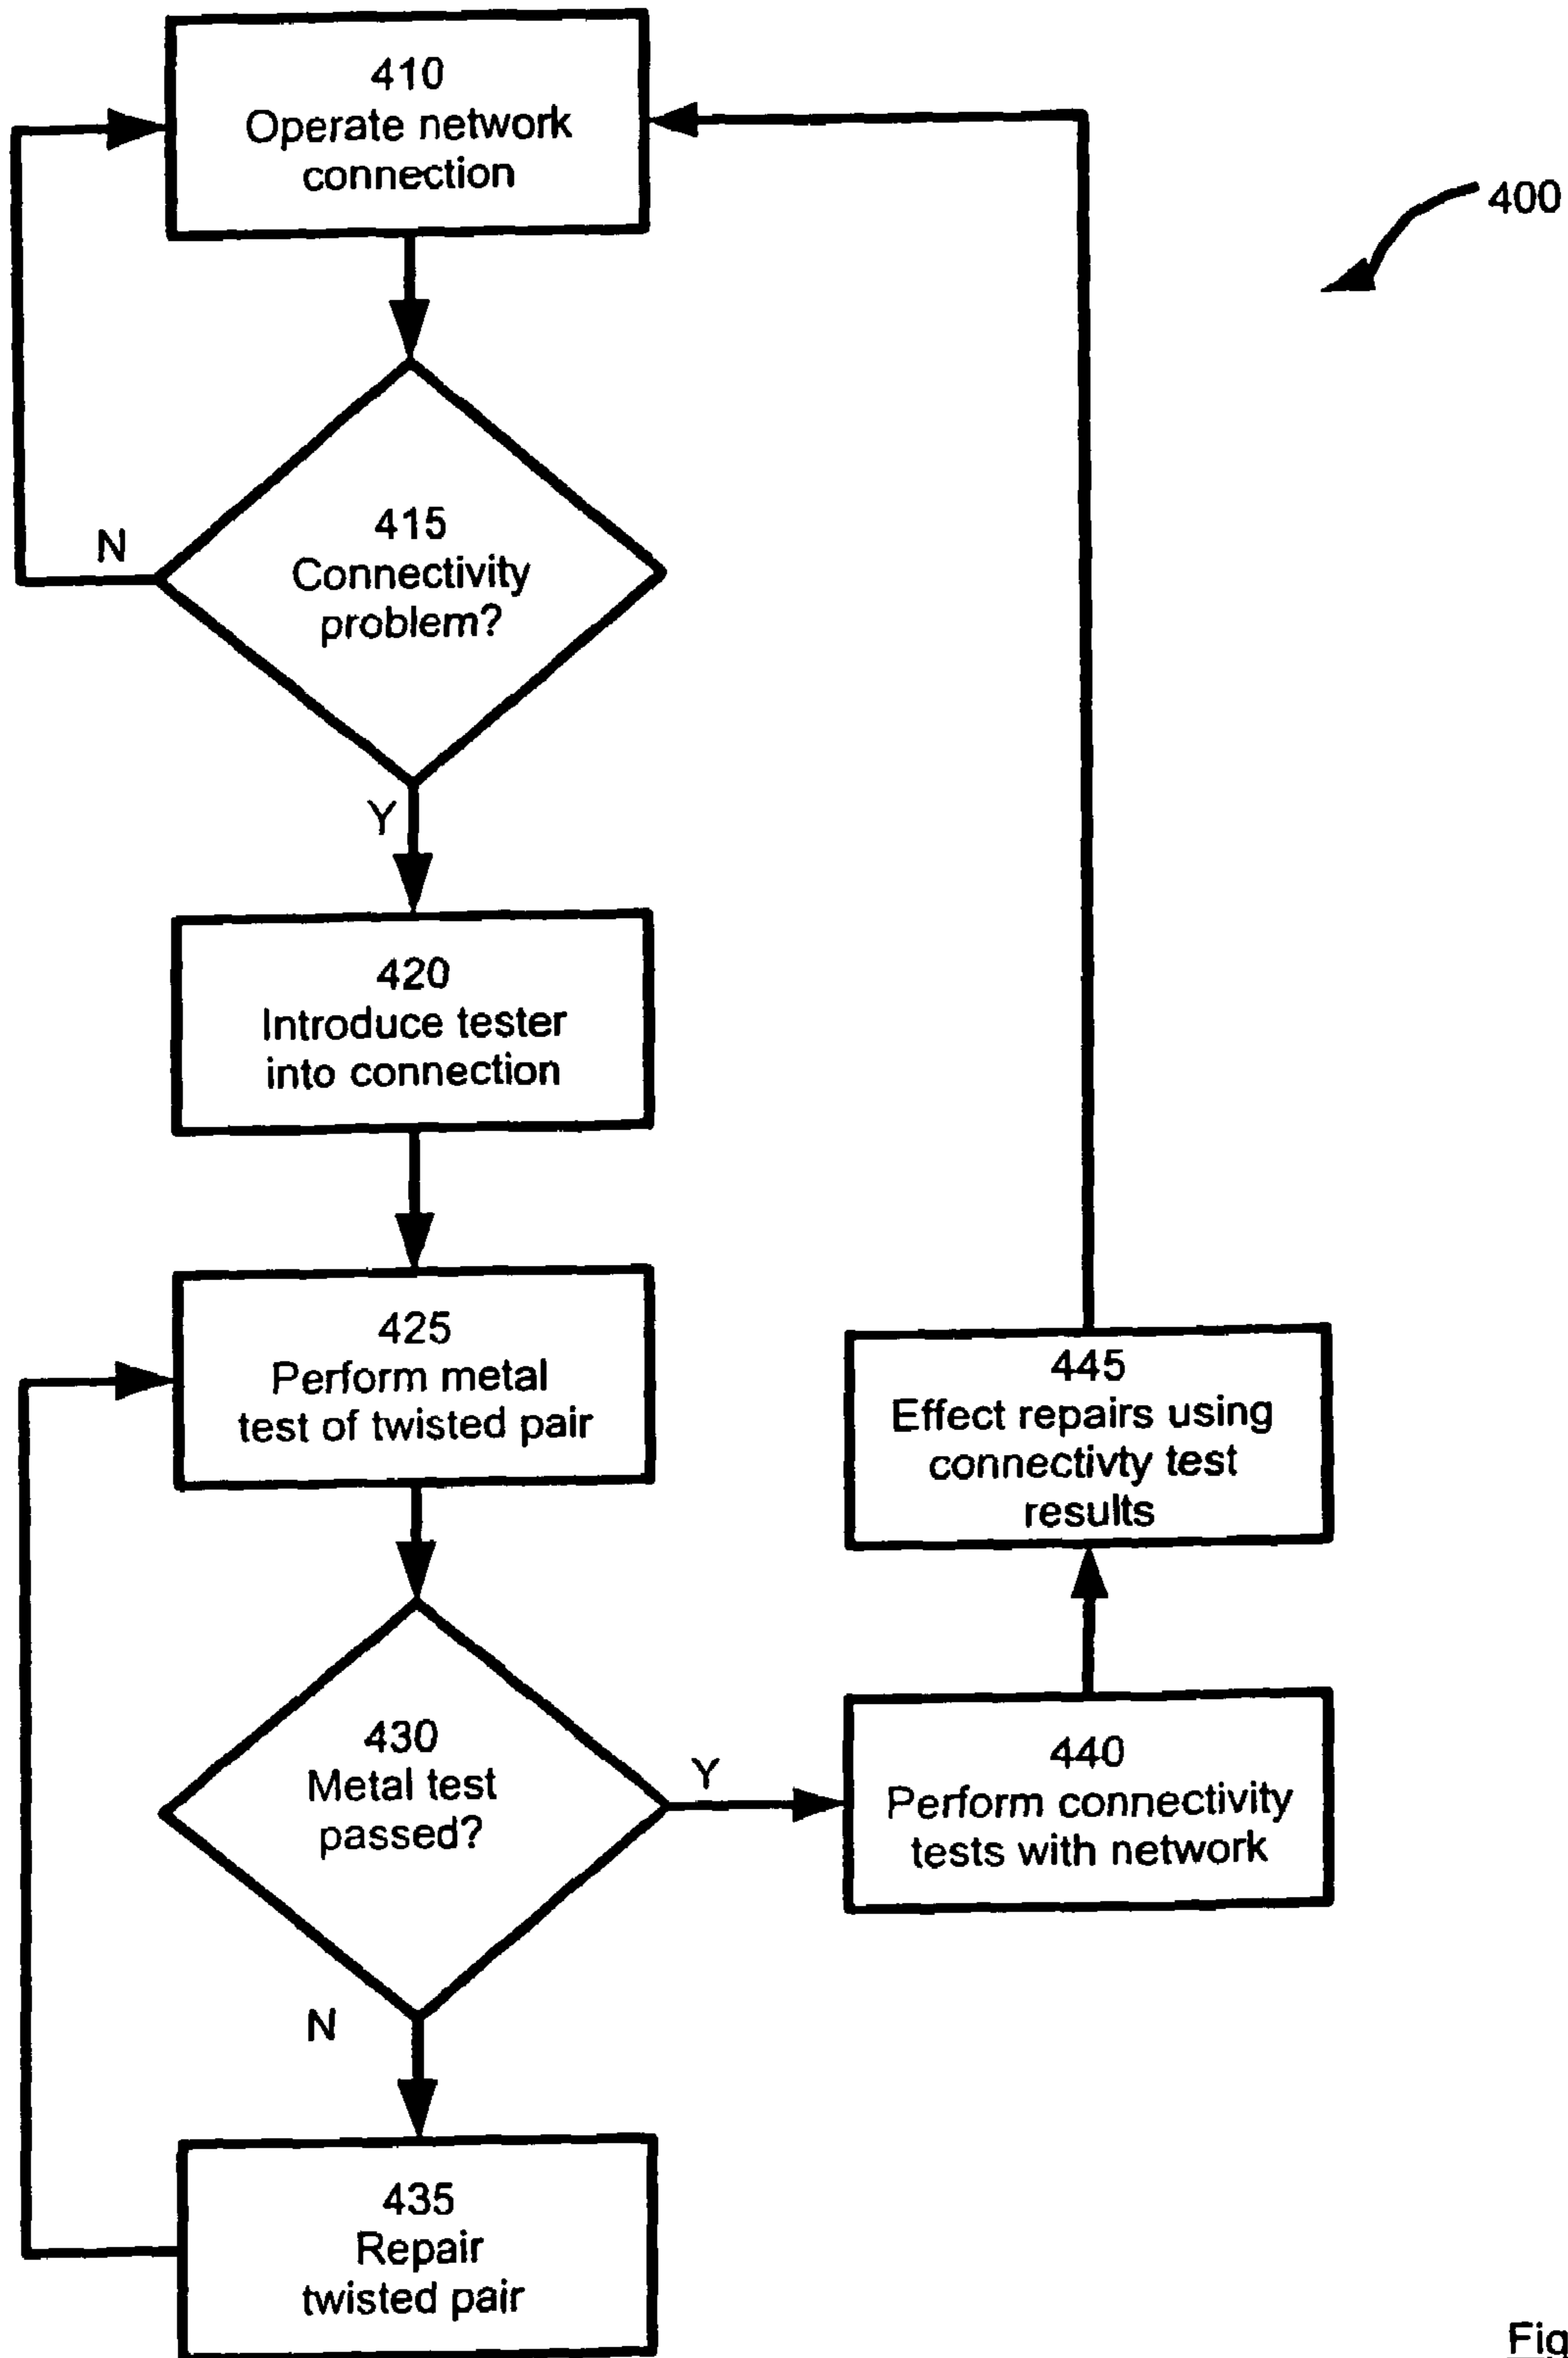 410
Operate network
connection
400
415
Connectivity
problem?
N
Y
420
Introduce tester
into connection
425
Perform metal
test of twisted pair
430
Metal test
passed?
Y
N
435
Repair
twisted pair
440
Perform connectivity
tests with network
445
Effect repairs using
connectivty test
results
Fig